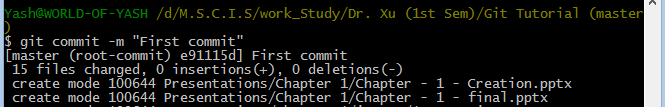 Yash@WORLD-OF-YASH /d/M.S.C.I.S/work_Study/Dr. Xu (1st Sem)/Git Tutorial (master
)
$ git commit -m "First commit"
[master (root-commit) e91115d] First commit
 15 files changed, 0 insertions(+), 0 deletions(-)
 create mode 100644 Presentations/Chapter 1/Chapter - 1 - Creation.pptx
 create mode 100644 Presentations/Chapter 1/Chapter - 1 - final.pptx